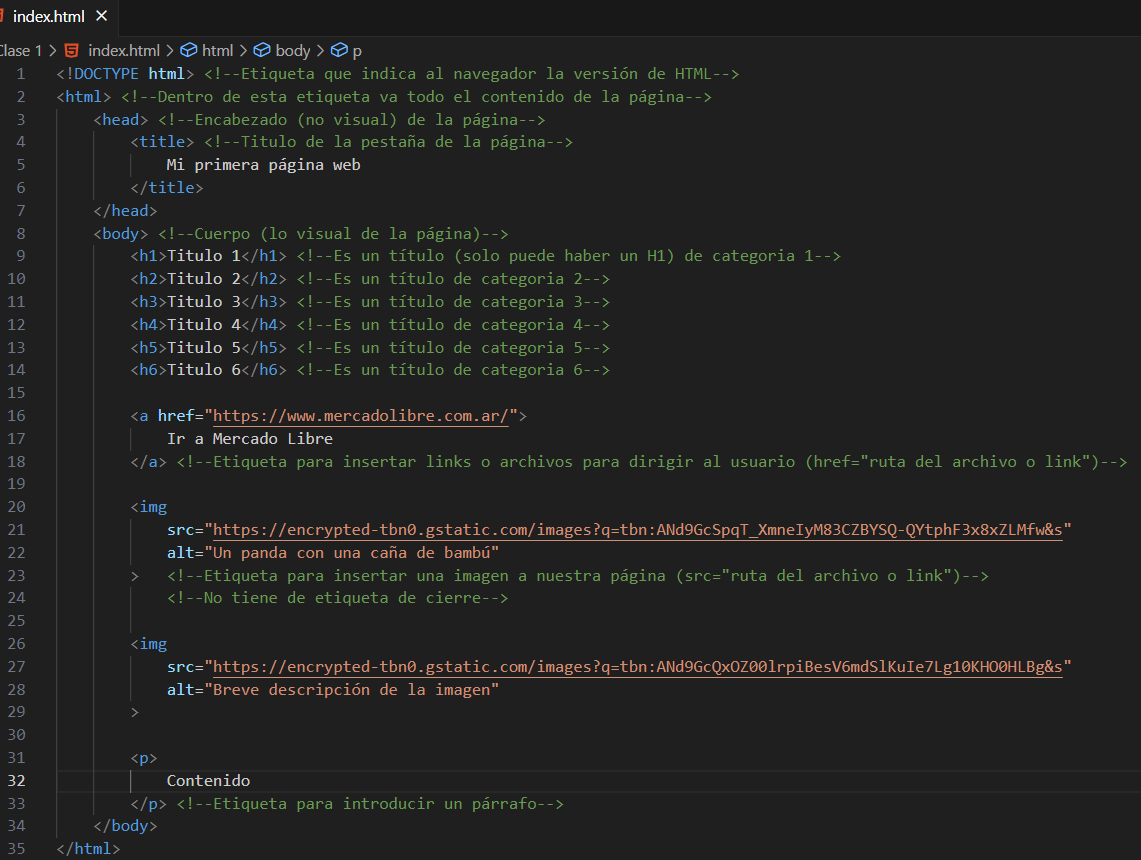 index.html ×
Clase 1 > index.html > html > body > p
1 <!DOCTYPE html> <!--Etiqueta que indica al navegador la versión de HTML-->
2 <html> <!--Dentro de esta etiqueta va todo el contenido de la página-->
3 <head> <!--Encabezado (no visual) de la página-->
4 <title> <!--Titulo de la pestaña de la página-->
5 Mi primera página web
6 </title>
7 </head>
8 <body> <!--Cuerpo (lo visual de la página)-->
9 <h1>Titulo 1</h1> <!--Es un título (solo puede haber un H1) de categoria 1-->
10 <h2>Titulo 2</h2> <!--Es un título de categoria 2-->
11 <h3>Titulo 3</h3> <!--Es un título de categoria 3-->
12 <h4>Titulo 4</h4> <!--Es un título de categoria 4-->
13 <h5>Titulo 5</h5> <!--Es un título de categoria 5-->
14 <h6>Titulo 6</h6> <!--Es un título de categoria 6-->
15
16 <a href="https://www.mercadolibre.com.ar/">
17 Ir a Mercado Libre
18 </a> <!--Etiqueta para insertar links o archivos para dirigir al usuario (href="ruta del archivo o link")-->
19
20 <img
21 src="https://encrypted-tbn0.gstatic.com/images?q=tbn:ANd9GcSpqT_XmneIyM83CZBYSQ-QYtphF3x8xZLMfw&s"
22 alt="Un panda con una caña de bambú"
23 > <!--Etiqueta para insertar una imagen a nuestra página (src="ruta del archivo o link")-->
24 <!--No tiene de etiqueta de cierre-->
25
26 <img
27 src="https://encrypted-tbn0.gstatic.com/images?q=tbn:ANd9GcQxOZ00lrpiBesV6mdSlKuIe7Lg10KHO0HLBg&s"
28 alt="Breve descripción de la imagen"
29 >
30
31 <p>
32 Contenido
33 </p> <!--Etiqueta para introducir un párrafo-->
34 </body>
35 </html>